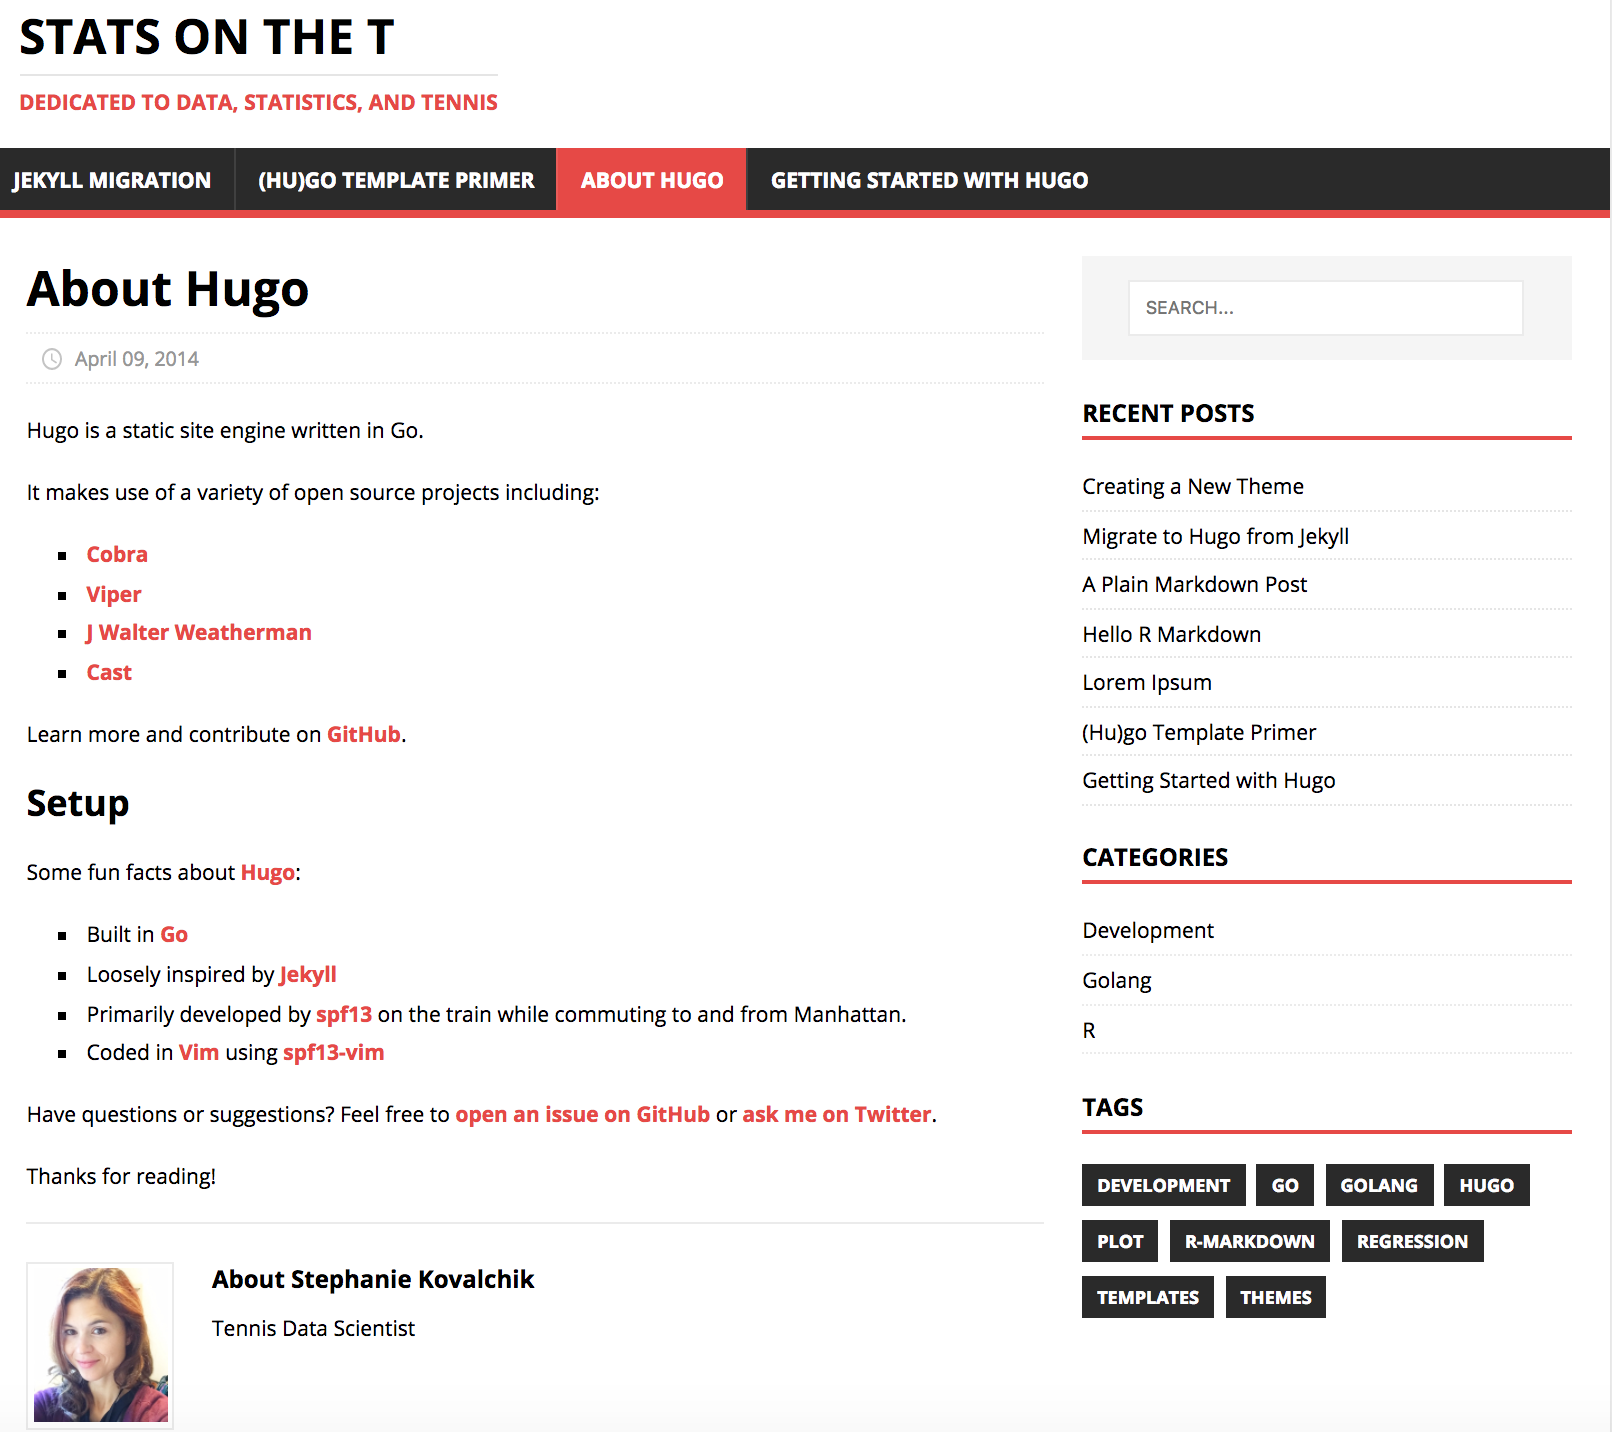 STATS ON THE T
DEDICATED TO DATA, STATISTICS, AND TENNIS
JEKYLL MIGRATION
(HU)GO TEMPLATE PRIMER
ABOUT HUGO
GETTING STARTED WITH HUGO
About Hugo
April 09, 2014
Hugo is a static site engine written in Go.
It makes use of a variety of open source projects including:
Cobra
Viper
J Walter Weatherman
Cast
Learn more and contribute on GitHub.
Setup
Some fun facts about Hugo:
Built in Go
Loosely inspired by Jekyll
Primarily developed by spf13 on the train while commuting to and from Manhattan.
Coded in Vim using spf13-vim
Have questions or suggestions? Feel free to open an issue on GitHub or ask me on Twitter.
Thanks for reading!
About Stephanie Kovalchik
Tennis Data Scientist
SEARCH...
RECENT POSTS
Creating a New Theme
Migrate to Hugo from Jekyll
A Plain Markdown Post
Hello R Markdown
Lorem Ipsum
(Hu)go Template Primer
Getting Started with Hugo
CATEGORIES
Development
Golang
R
TAGS
DEVELOPMENT GO GOLANG HUGO
PLOT R-MARKDOWN REGRESSION
TEMPLATES THEMES